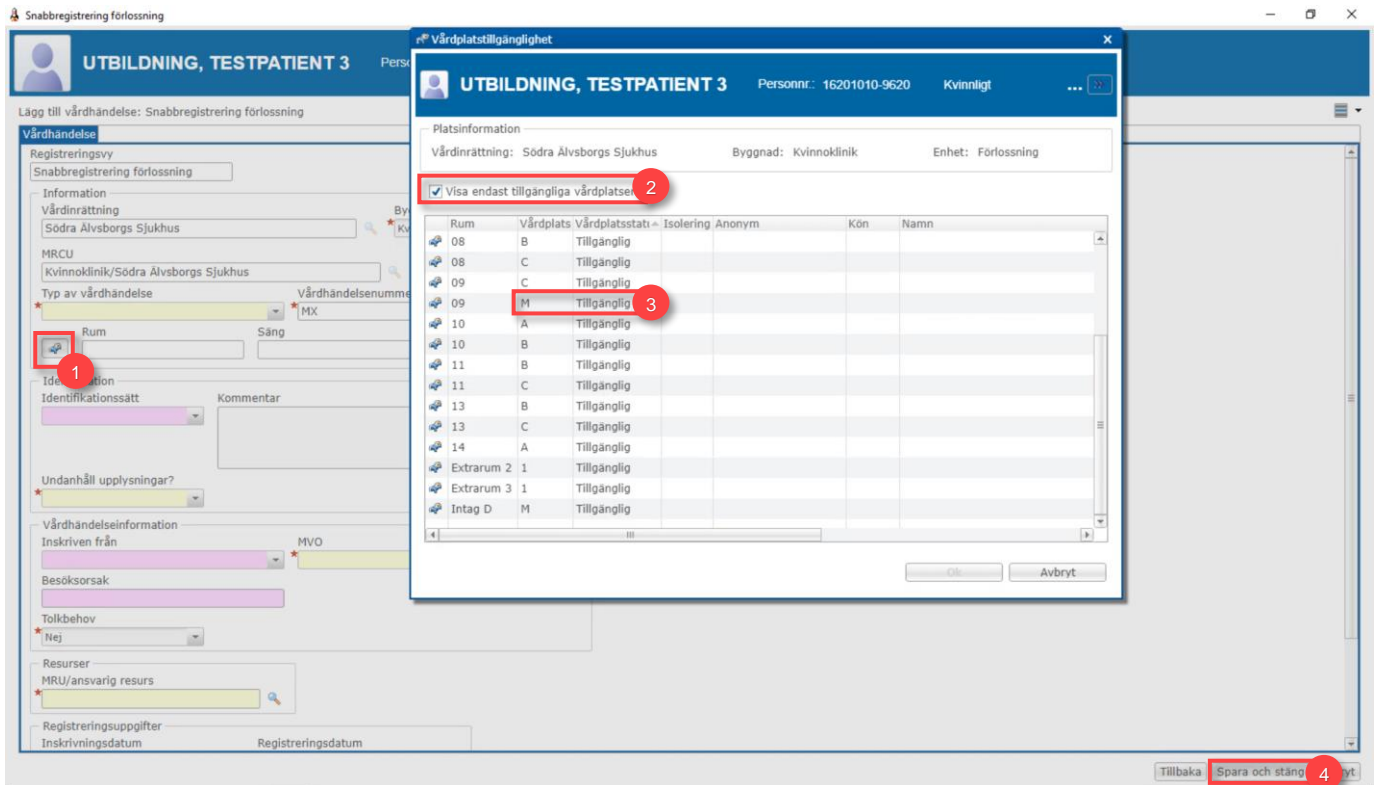 Snabbregistrering förlossning
UTBILDNING, TESTPATIENT 3
Lägg till vårdhändelse: Snabbregistrering förlossning
Vårdhändelse
Registreringsvy
Snabbregistrering förlossning
Information
Vårdinrättning
Södra Älvsborgs Sjukhus
* 
MRCU
Kvinnoklinik/Södra Älvsborgs Sjukhus
Typ av vårdhändelse
* * MX
Rum Säng
1
Identifikationssätt Kommentar
Undanhåll upplysningar?
*
Vårdhändelseinformation
Inskriven från MVO
*
Besöksorsak
Tolkbehov
* Nej
Resurser
MRU/ansvarig resurs
*
Registreringsuppgifter
Inskrivningsdatum Registreringsdatum
Vårdplatstillgänglighet x
UTBILDNING, TESTPATIENT 3 Personnr.: 16201010-9620 Kvinnligt ...
Platsinformation
Vårdinrättning: Södra Älvsborgs Sjukhus Byggnad: Kvinnoklinik Enhet: Förlossning
Visa endast tillgängliga 2
Rum Vårdplats Isolering Anonym Kön Namn
08 B Tillgänglig
08 C Tillgänglig
09 C Tillgänglig
09 M Tillgänglig 3
10 A Tillgänglig
10 B Tillgänglig
11 B Tillgänglig
11 C Tillgänglig
13 B Tillgänglig
13 C Tillgänglig
14 A Tillgänglig
Extrarum 2 1 Tillgänglig
Extrarum 3 1 Tillgänglig
Intag D M Tillgänglig
Ok Avbryt
Tillbaka Spara och stäng 4